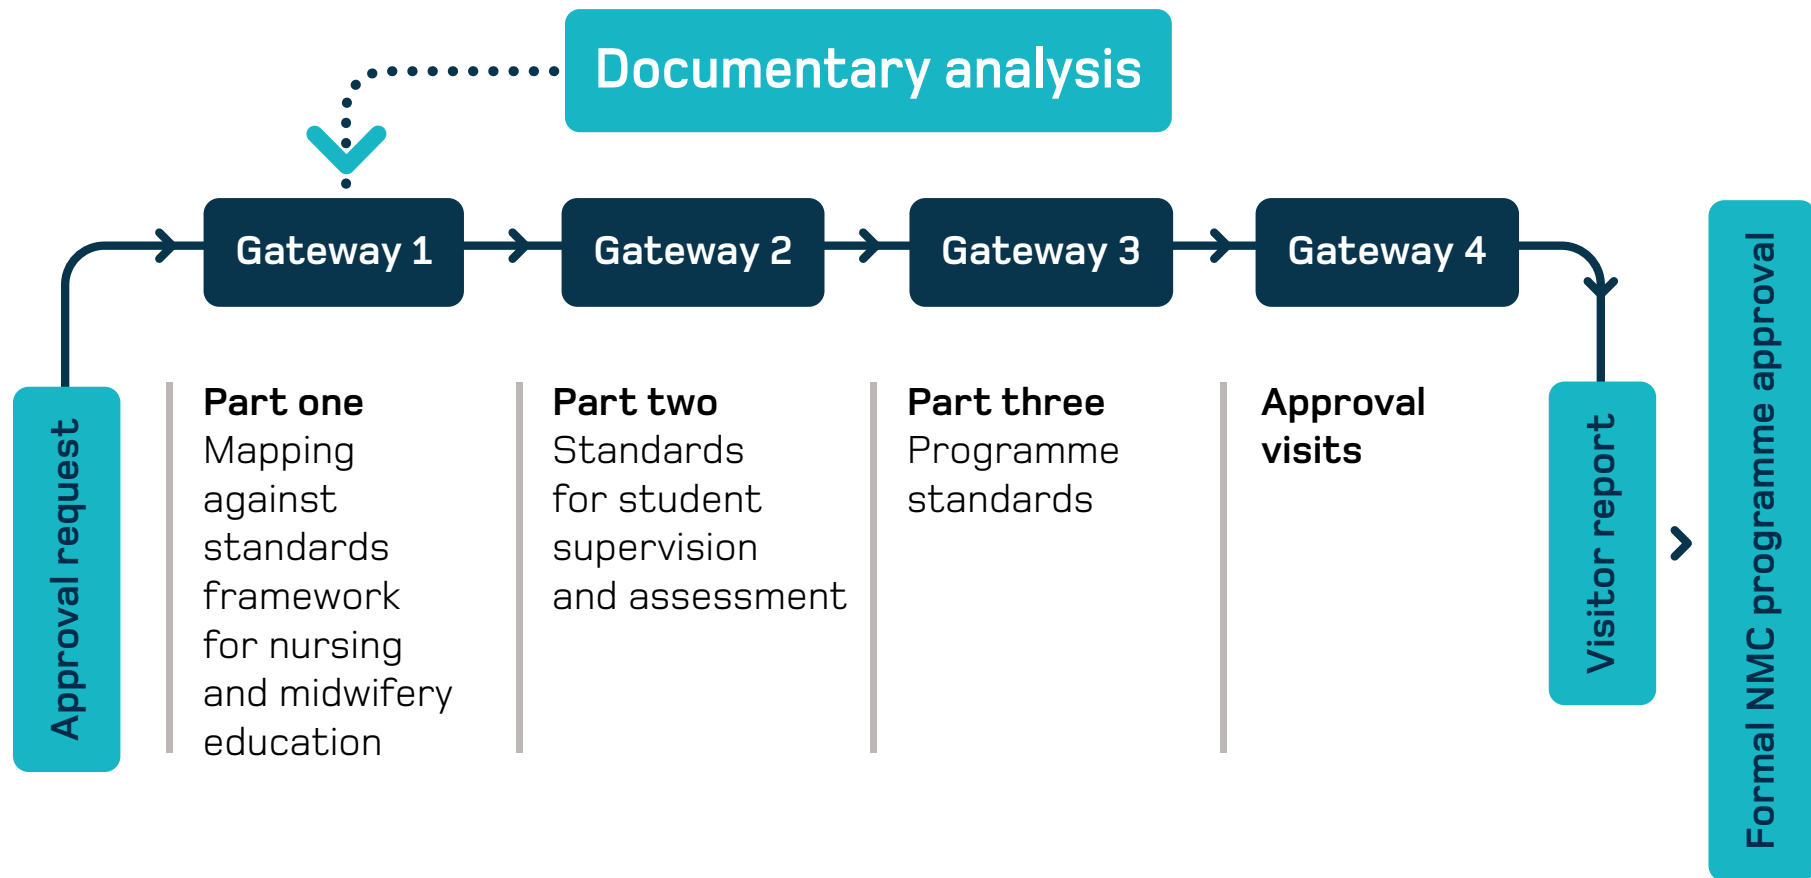 Documentary analysis
Gateway 1
Gateway 2
Gateway 3
Gateway 4
Approval request
Part one
Mapping
against
standards
framework
for nursing
and midwifery
education
Part two
Standards
for student
supervision
and assessment
Part three
Programme
standards
Approval
visits
Visitor report
Formal NMC programme approval